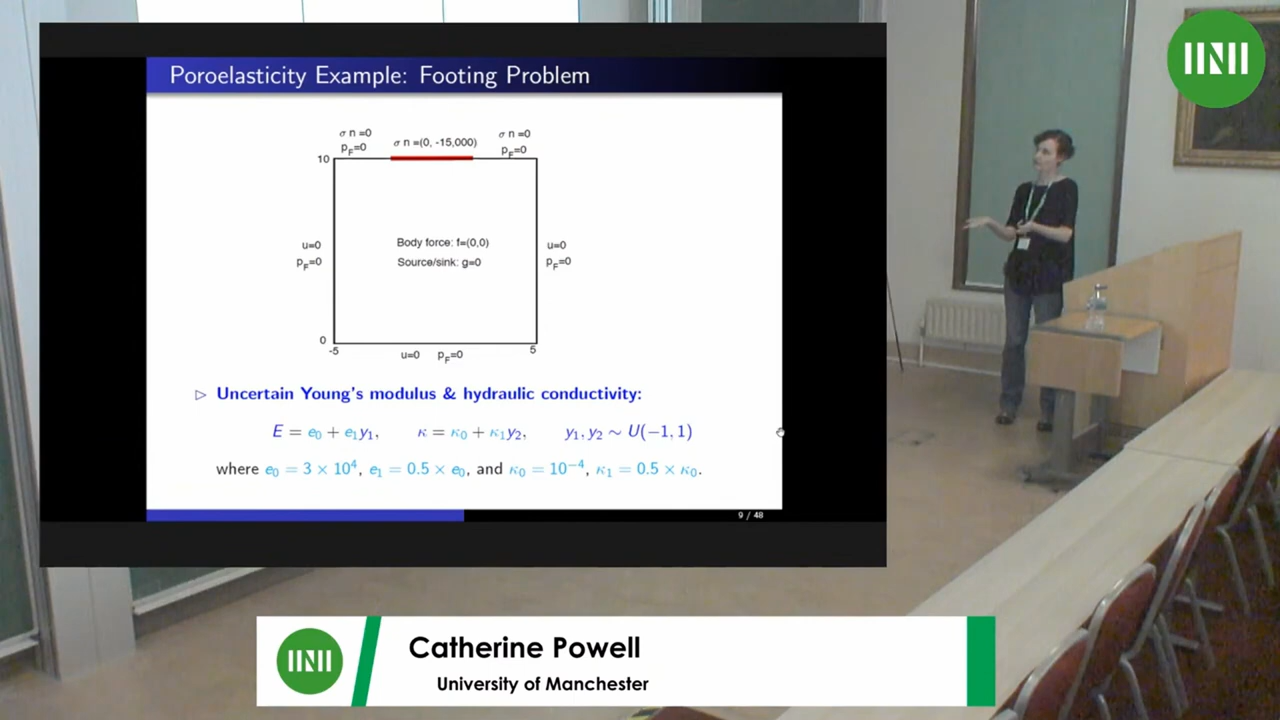 Poroelasticity Example: Footing Problem
σ n =0
p_F=0
σ n =(0, -15,000)
σ n =0
p_F=0
10
u=0
p_F=0
Body force: f=(0,0)
Source/sink: g=0
u=0
p_F=0
0
-5
u=0 p_F=0
5
▷ Uncertain Young's modulus & hydraulic conductivity:
E = e₀ + e₁y₁, κ = κ₀ + κ₁y₂, y₁, y₂ ∼ U(−1, 1)
where e₀ = 3 × 10⁴, e₁ = 0.5 × e₀, and κ₀ = 10⁻⁴, κ₁ = 0.5 × κ₀.
9 / 48
Catherine Powell
University of Manchester